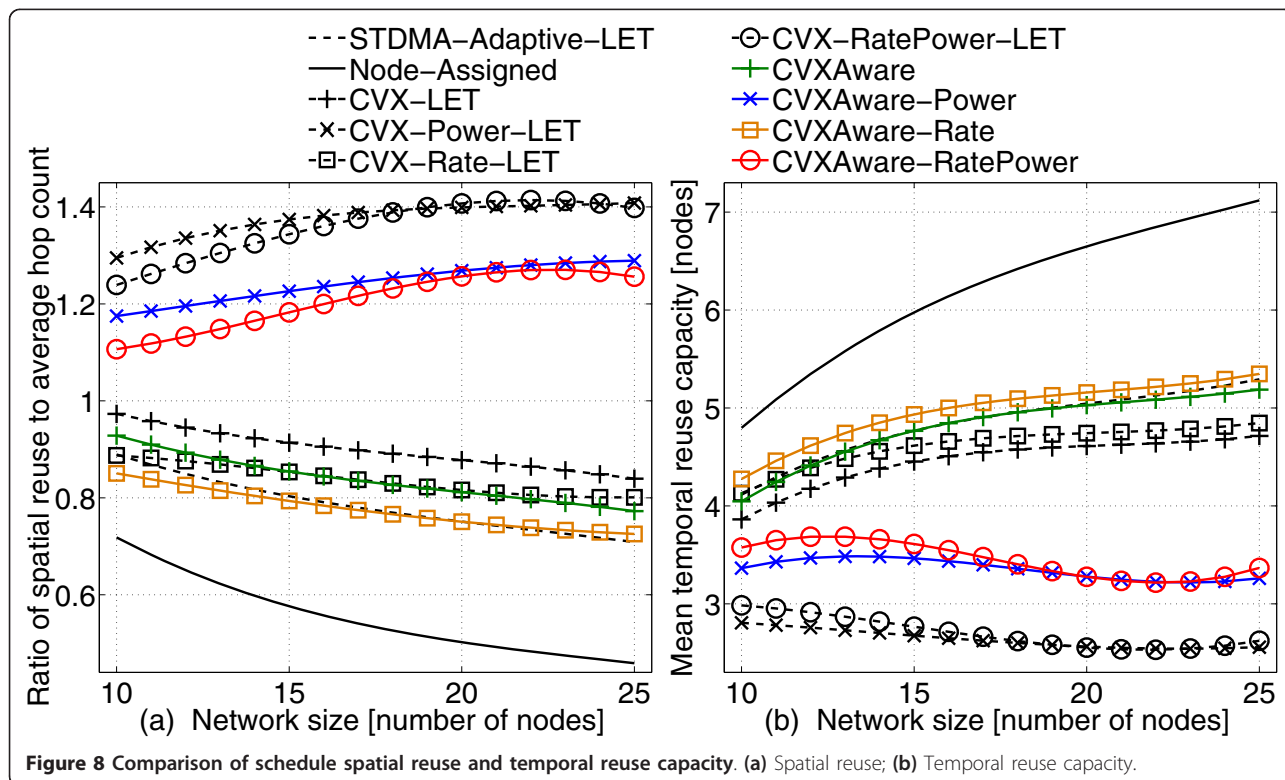 STDMA-Adaptive-LET
Node-Assigned
CVX-LET
CVX-Power-LET
CVX-Rate-LET
CVX-RatePower-LET
CVXAware
CVXAware-Power
CVXAware-Rate
CVXAware-RatePower
Ratio of spatial reuse to average hop count
1.4
1.2
1
0.8
0.6
10
15
20
25
(a) Network size [number of nodes]
Mean temporal reuse capacity [nodes]
7
6
5
4
3
10
15
20
25
(b) Network size [number of nodes]
Figure 8 Comparison of schedule spatial reuse and temporal reuse capacity. (a) Spatial reuse; (b) Temporal reuse capacity.